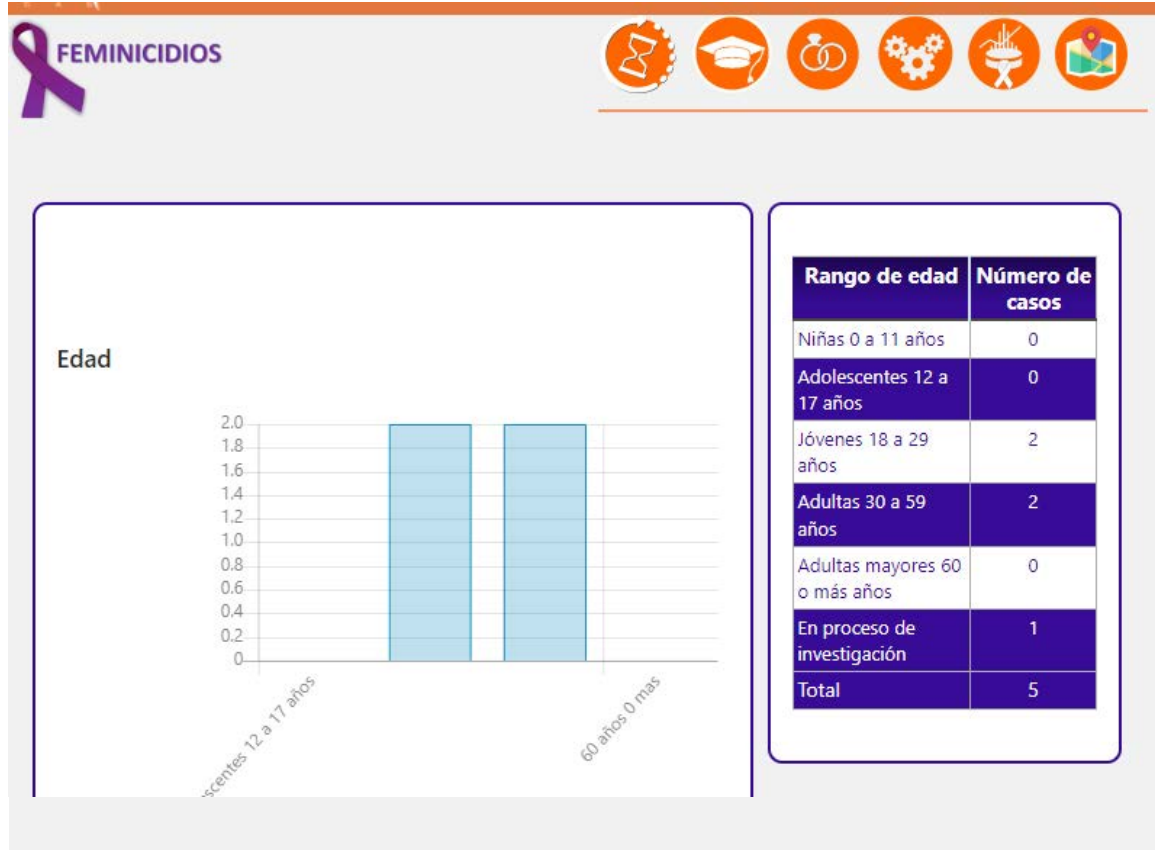 FEMINICIDIOS
Edad
2.0
1.8
1.6
1.4
1.2
1.0
0.8
0.6
0.4
0.2
0
12 a 17 años
60 años 0 mas
Rango de edad Número de
casos
Niñas 0 a 11 años 0
Adolescentes 12 a 0
17 años
Jóvenes 18 a 29 2
años
Adultas 30 a 59 2
años
Adultas mayores 60 0
o más años
En proceso de 1
investigación
Total 5